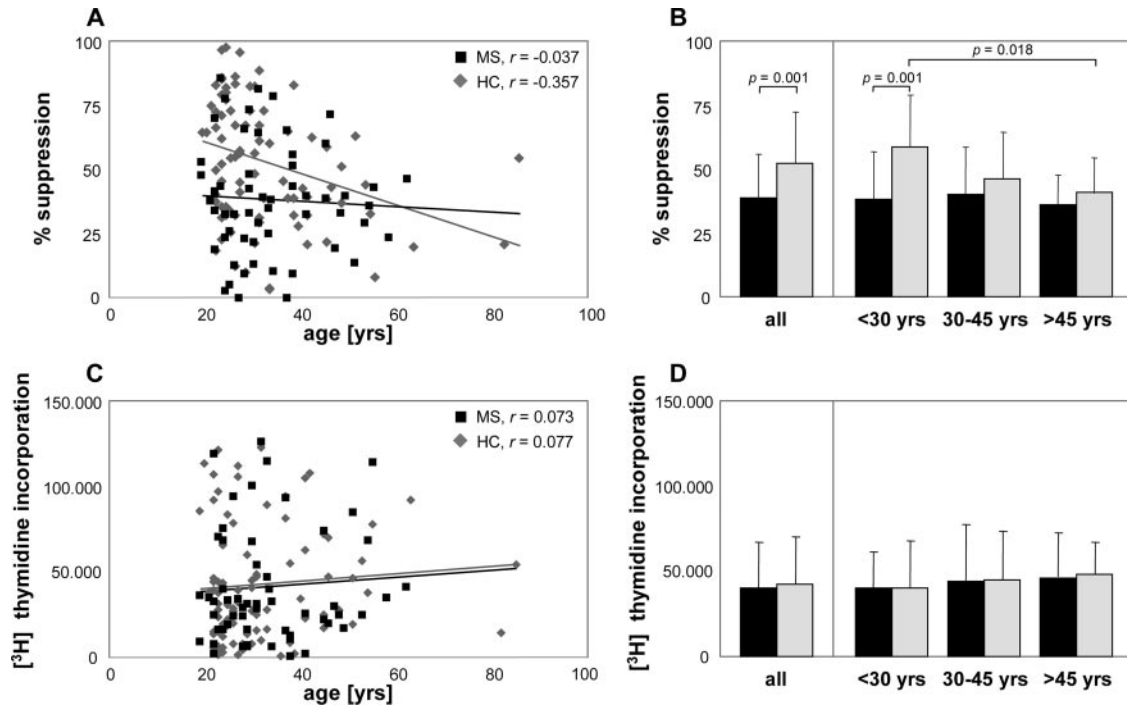 A
% suppression
100
75
50
25
0
0
20
40
60
80
100
age [yrs]
MS, r = -0.037
HC, r = -0.357
B
% suppression
100
75
50
25
0
p = 0.001
p = 0.001
p = 0.018
all
<30 yrs
30-45 yrs
>45 yrs
C
[³H] thymidine incorporation
150.000
100.000
50.000
0
0
20
40
60
80
100
age [yrs]
MS, r = 0.073
HC, r = 0.077
D
[³H] thymidine incorporation
150.000
100.000
50.000
0
all
<30 yrs
30-45 yrs
>45 yrs